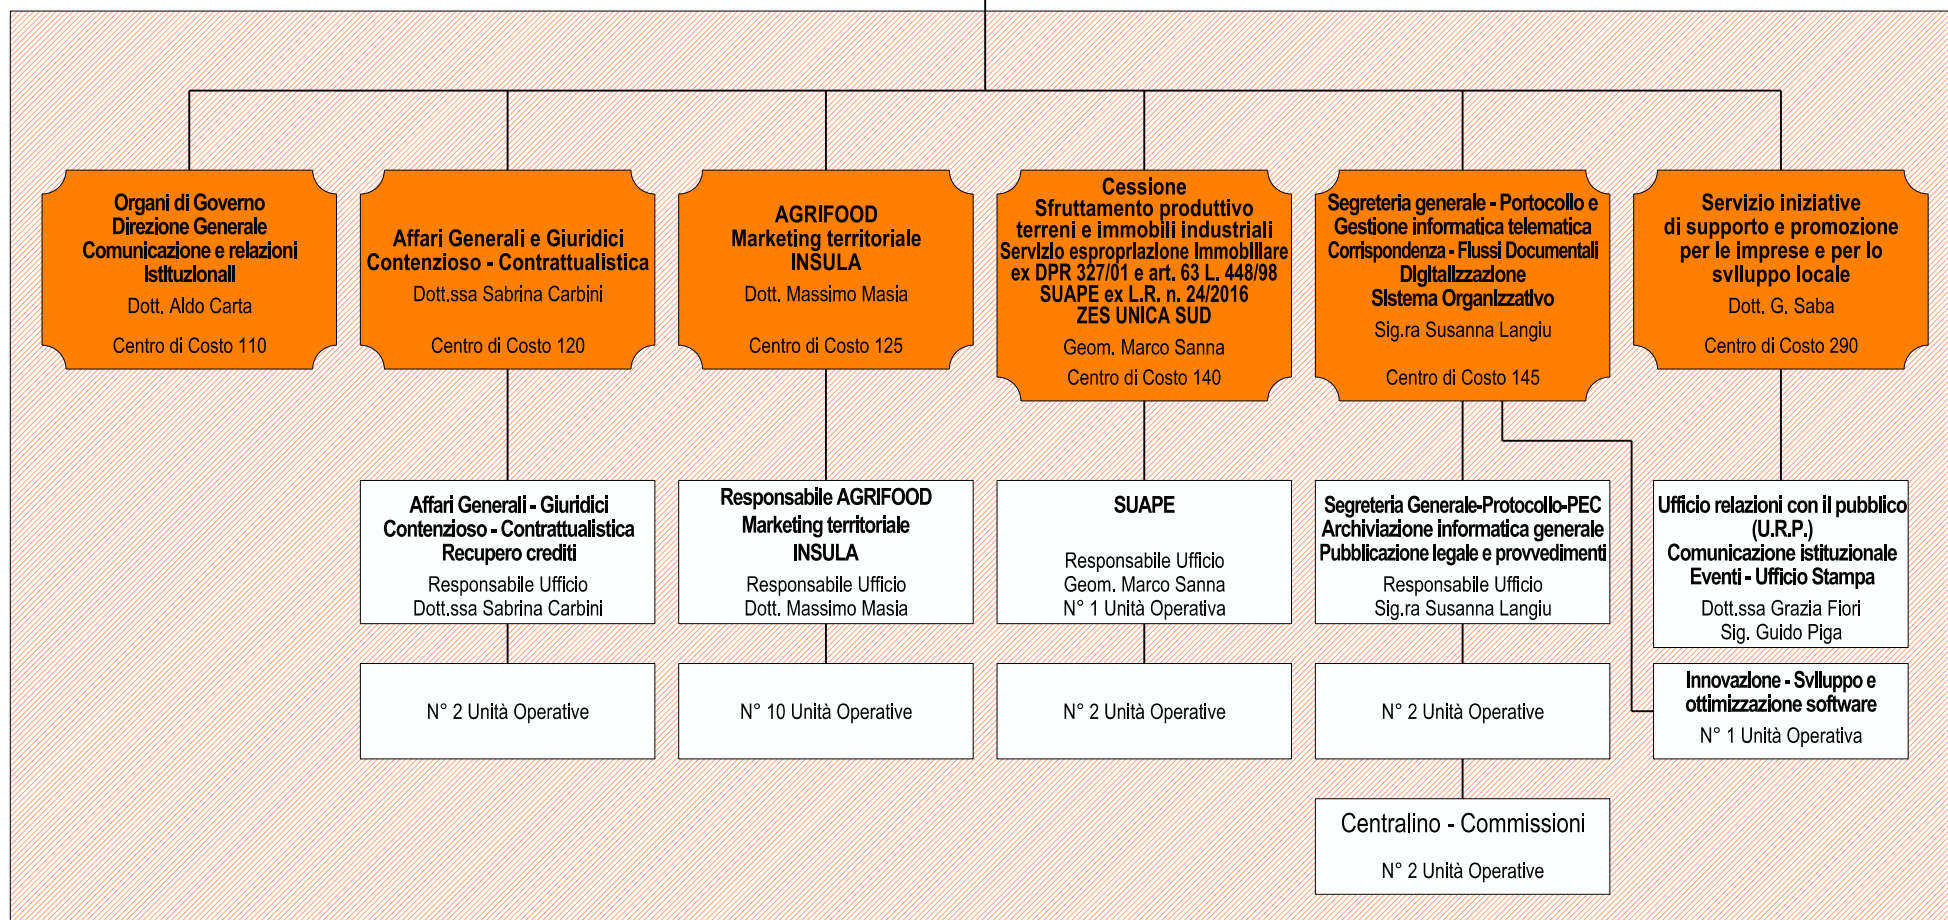 Organi di Governo
Direzione Generale
Comunicazione e relazioni
Istituzionali
Dott. Aldo Carta
Centro di Costo 110
Affari Generali e Giuridici
Contenzioso - Contrattualistica
Dott.ssa Sabrina Carbini
Centro di Costo 120
AGRIFOOD
Marketing territoriale
INSULA
Dott. Massimo Masia
Centro di Costo 125
Cessione
Sfruttamento produttivo
terreni e immobili industriali
Servizio espropriazione Immobiliare
ex DPR 327/01 e art. 63 L. 448/98
SUAPE ex L.R. n. 24/2016
ZES UNICA SUD
Geom. Marco Sanna
Centro di Costo 140
Segreteria generale - Portocollo e
Gestione informatica telematica
Corrispondenza - Flussi Documentali
Digitalizzazione
Sistema Organizzativo
Sig.ra Susanna Langiu
Centro di Costo 145
Servizio iniziative
di supporto e promozione
per le imprese e per lo
sviluppo locale
Dott. G. Saba
Centro di Costo 290
Affari Generali - Giuridici
Contenzioso - Contrattualistica
Recupero crediti
Responsabile Ufficio
Dott.ssa Sabrina Carbini
Responsabile AGRIFOOD
Marketing territoriale
INSULA
Responsabile Ufficio
Dott. Massimo Masia
SUAPE
Responsabile Ufficio
Geom. Marco Sanna
N° 1 Unità Operativa
Segreteria Generale-Protocollo-PEC
Archiviazione informatica generale
Pubblicazione legale e provvedimenti
Responsabile Ufficio
Sig.ra Susanna Langiu
Ufficio relazioni con il pubblico
(U.R.P.)
Comunicazione istituzionale
Eventi - Ufficio Stampa
Dott.ssa Grazia Fiori
Sig. Guido Piga
N° 2 Unità Operative
N° 10 Unità Operative
N° 2 Unità Operative
N° 2 Unità Operative
Innovazione - Sviluppo e
ottimizzazione software
N° 1 Unità Operativa
Centralino - Commissioni
N° 2 Unità Operative